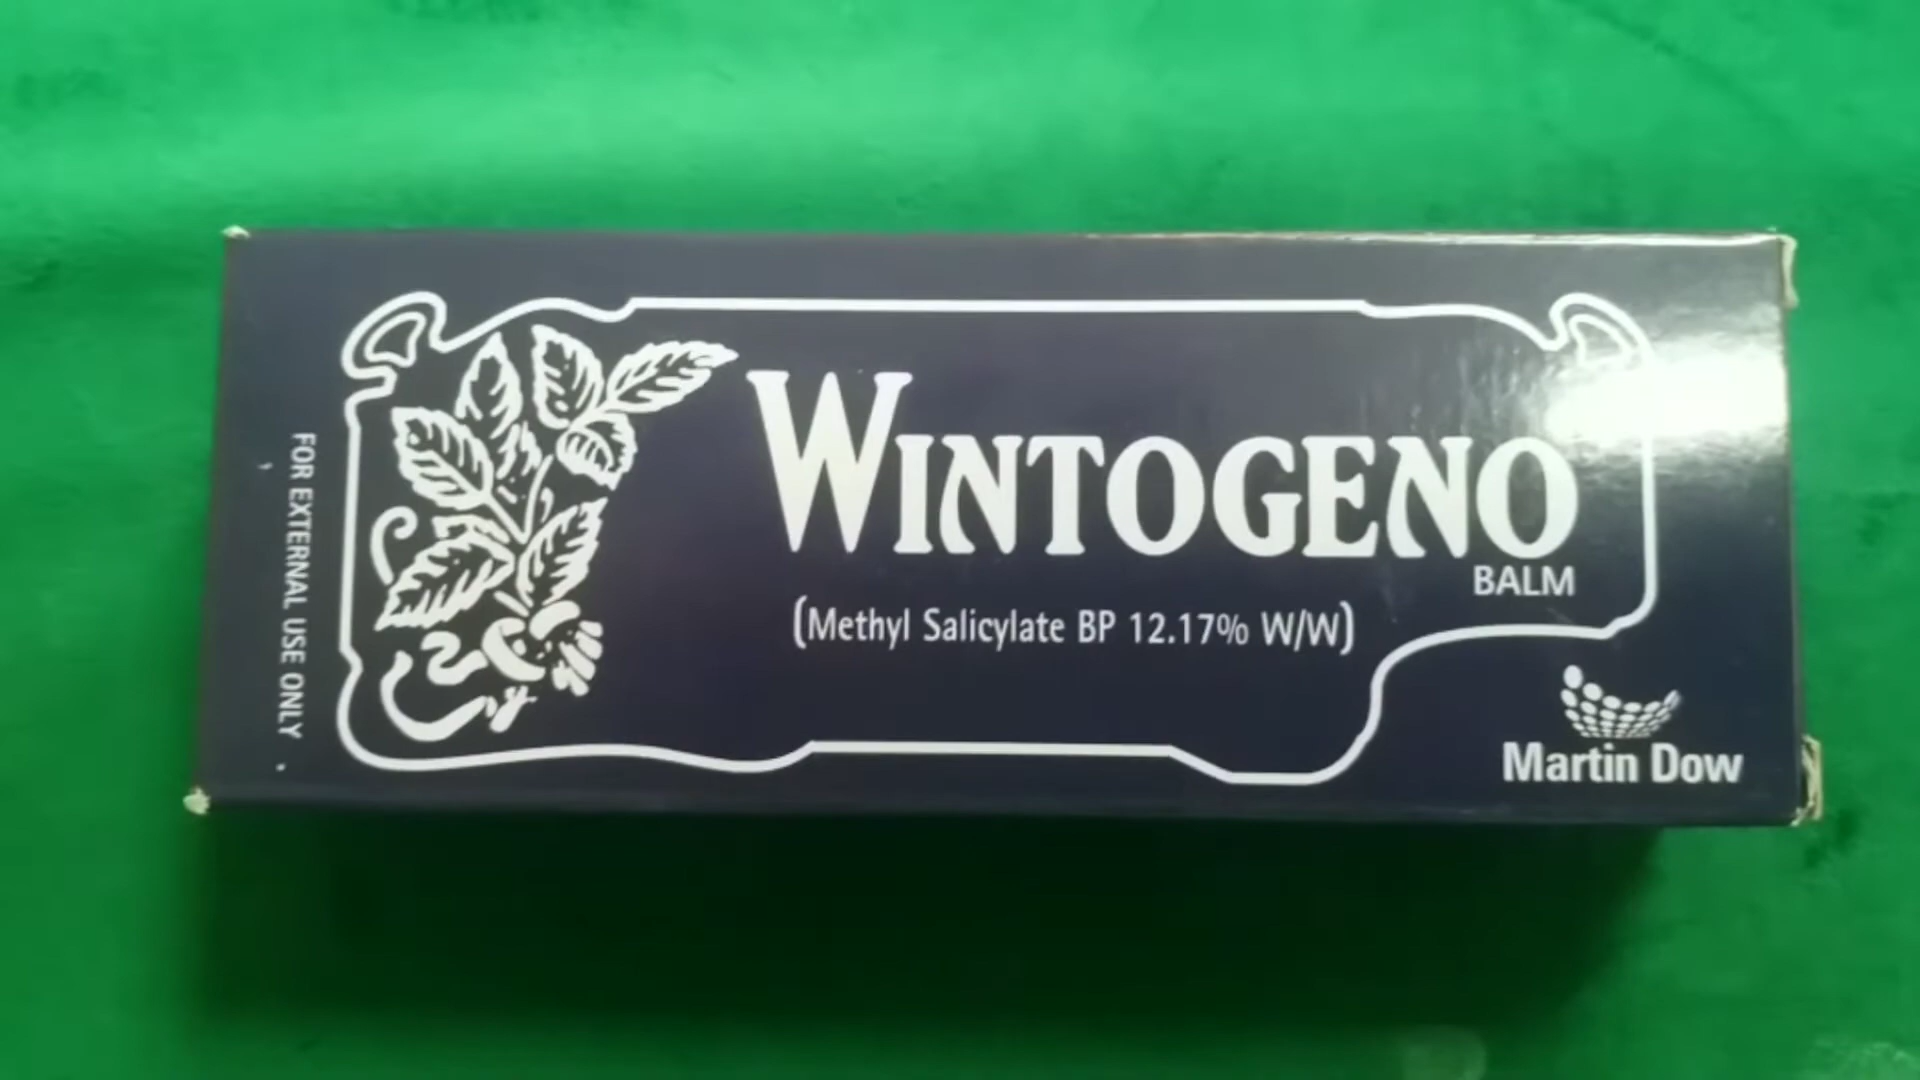 FOR EXTERNAL USE ONLY
WINTOGENO
BALM
(Methyl Salicylate BP 12.17% W/W)
Martin Dow